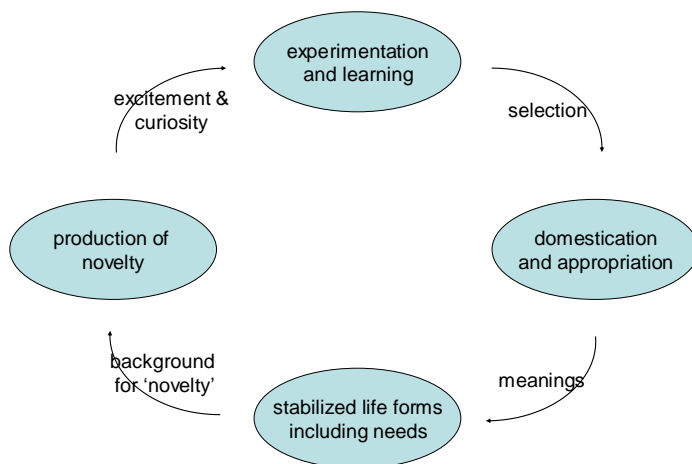 experimentation
and learning
excitement &
curiosity
selection
production of
novelty
domestication
and appropriation
background
for ‘novelty’
meanings
stabilized life forms
including needs